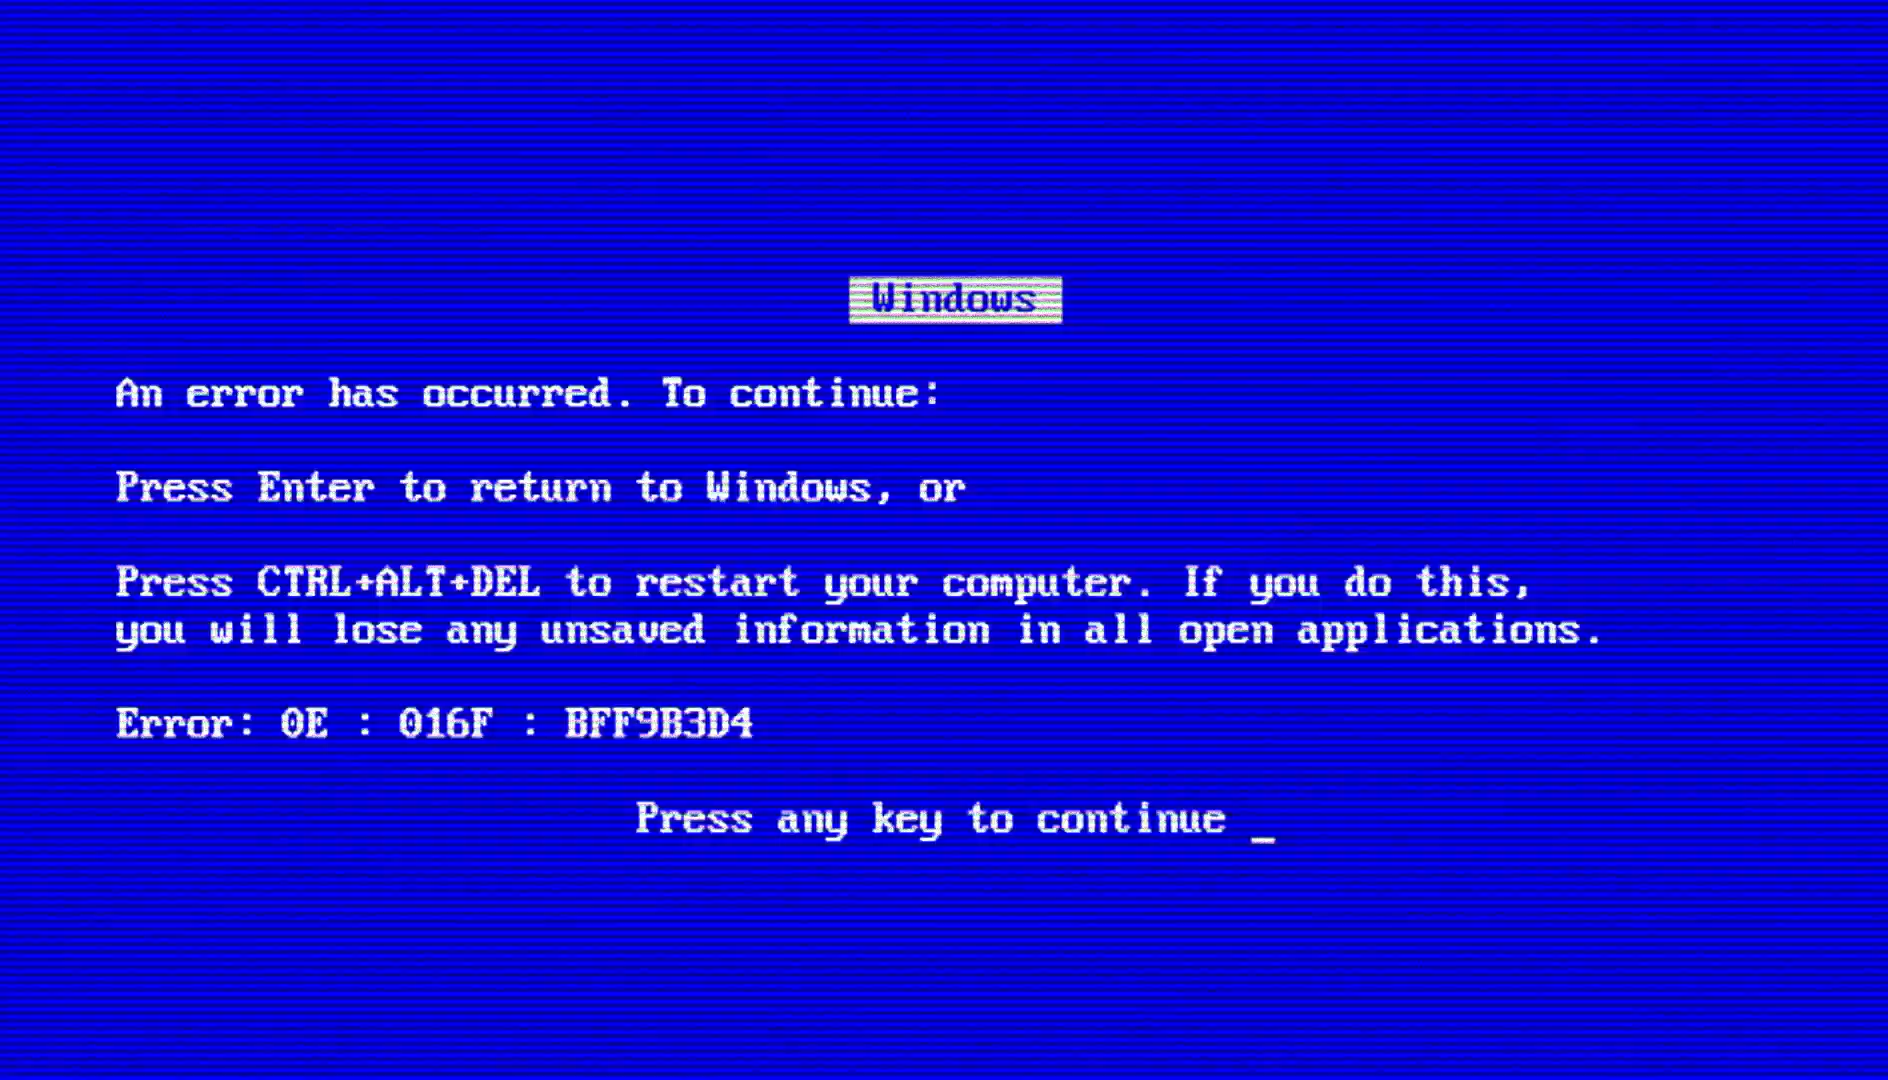 Windows
An error has occurred. To continue:
Press Enter to return to Windows, or
Press CTRL+ALT+DEL to restart your computer. If you do this,
you will lose any unsaved information in all open applications.
Error: 0E : 016F : BFF9B3D4
Press any key to continue _